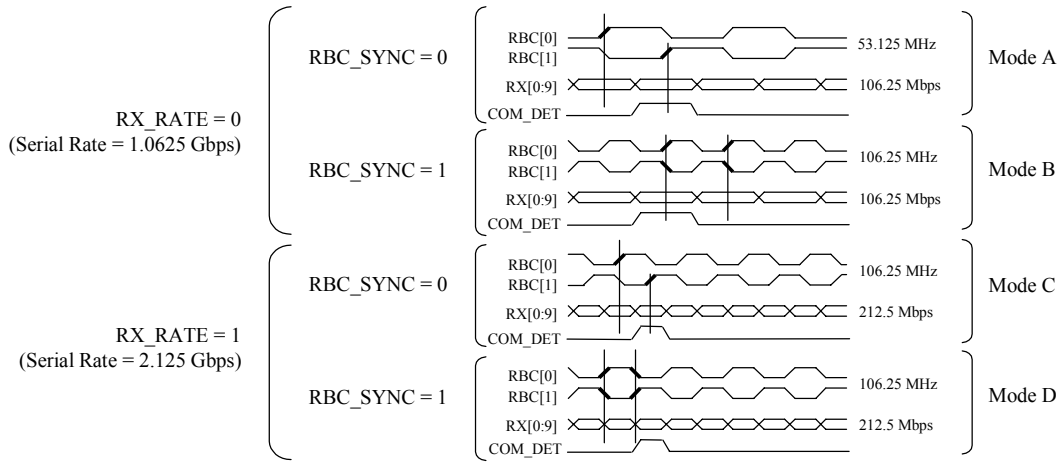 RX_RATE = 0
(Serial Rate = 1.0625 Gbps)
RBC_SYNC = 0
RBC[0]
RBC[1]
53.125 MHz
RX[0:9]
106.25 Mbps
COM_DET
Mode A
RBC_SYNC = 1
RBC[0]
RBC[1]
106.25 MHz
RX[0:9]
106.25 Mbps
COM_DET
Mode B
RX_RATE = 1
(Serial Rate = 2.125 Gbps)
RBC_SYNC = 0
RBC[0]
RBC[1]
106.25 MHz
RX[0:9]
212.5 Mbps
COM_DET
Mode C
RBC_SYNC = 1
RBC[0]
RBC[1]
106.25 MHz
RX[0:9]
212.5 Mbps
COM_DET
Mode D